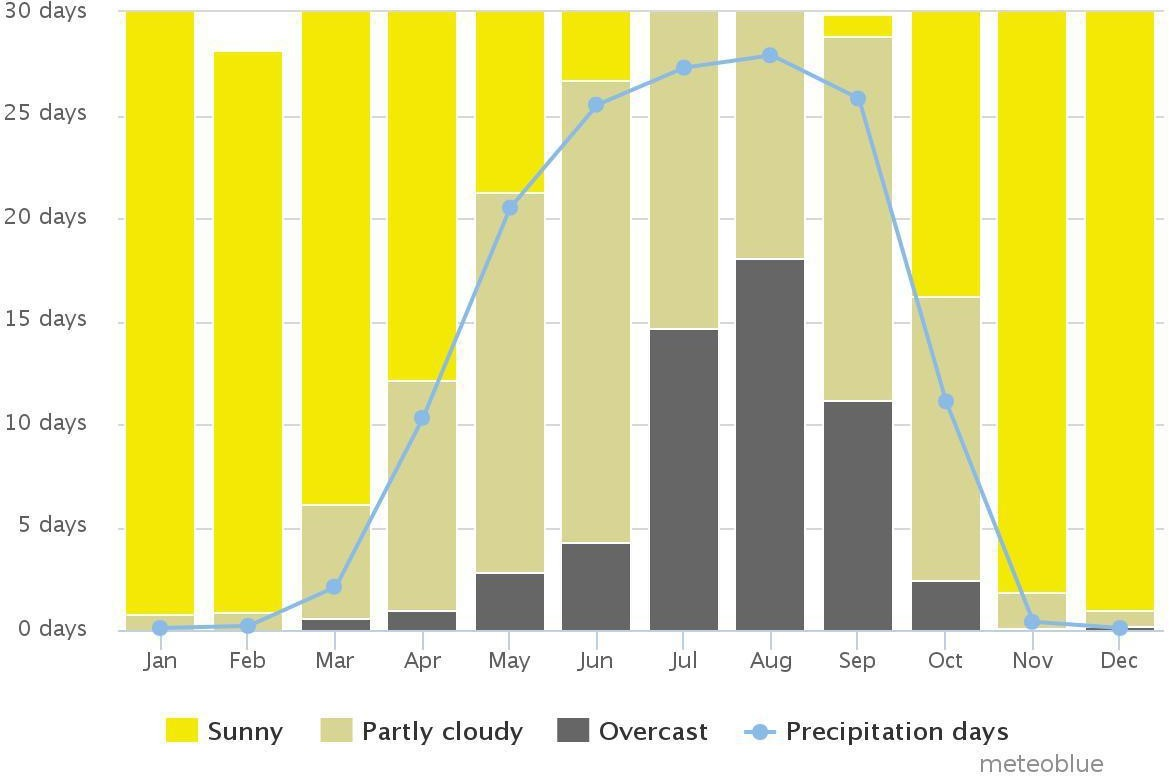 30 days
25 days
20 days
15 days
10 days
5 days
0 days
Jan Feb Mar Apr May Jun Jul Aug Sep Oct Nov Dec
Sunny Partly cloudy Overcast Precipitation days
meteoblue